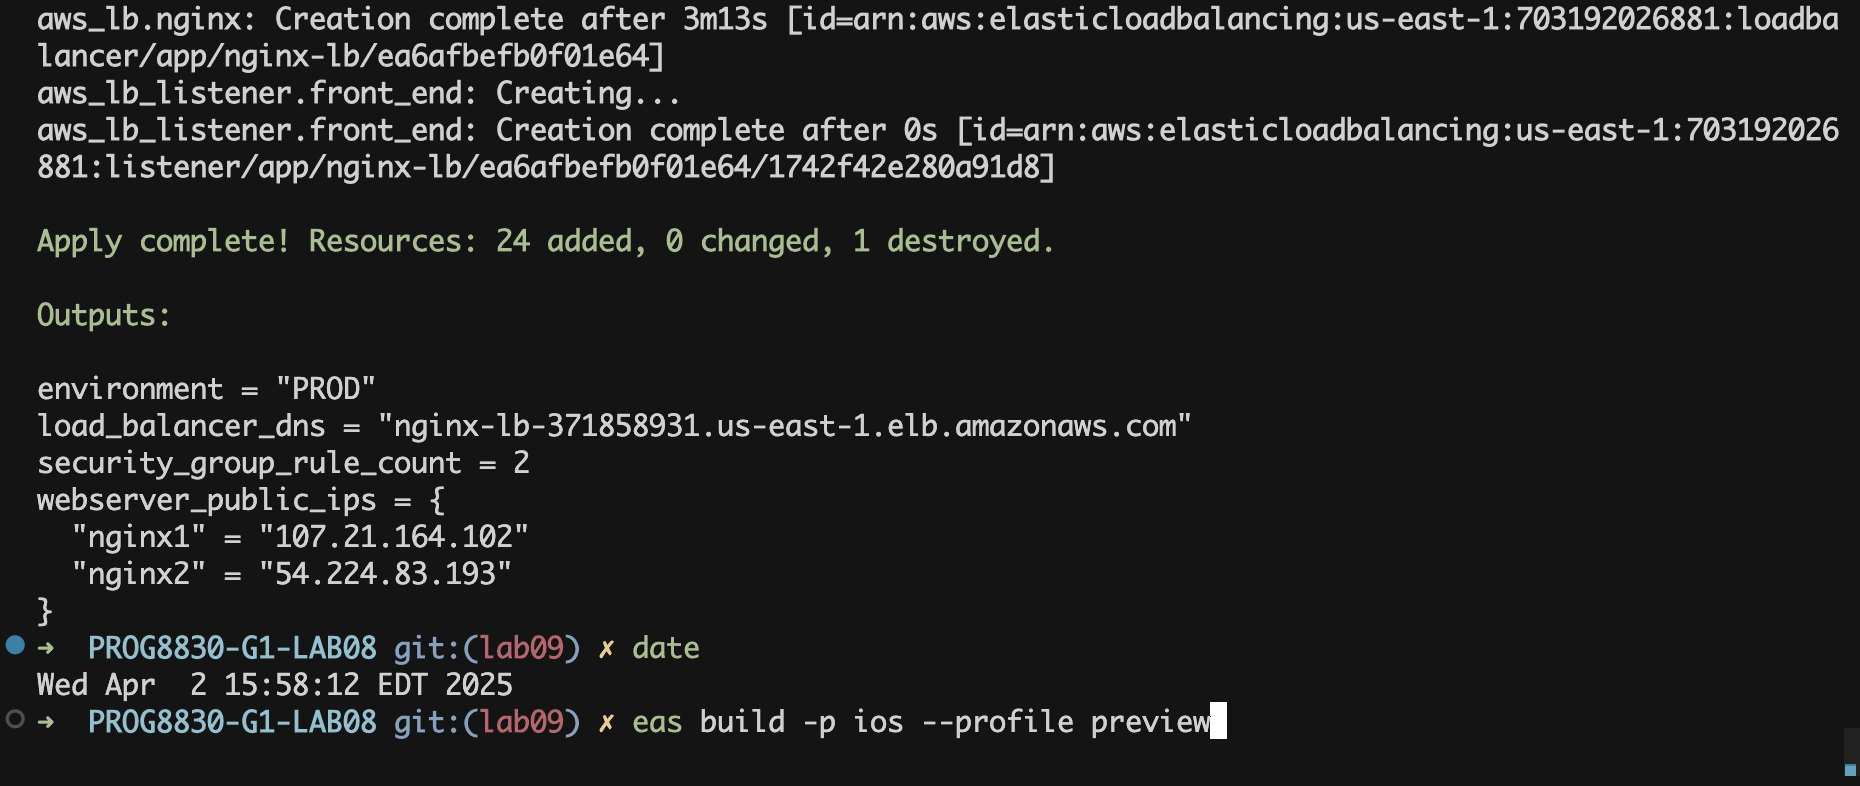 aws_lb.nginx: Creation complete after 3m13s [id=arn:aws:elasticloadbalancing:us-east-1:703192026881:loadba
lancer/app/nginx-lb/ea6afbefb0f01e64]
aws_lb_listener.front_end: Creating...
aws_lb_listener.front_end: Creation complete after 0s [id=arn:aws:elasticloadbalancing:us-east-1:703192026
881:listener/app/nginx-lb/ea6afbefb0f01e64/1742f42e280a91d8]
Apply complete! Resources: 24 added, 0 changed, 1 destroyed.
Outputs:
environment = "PROD"
load_balancer_dns = "nginx-lb-371858931.us-east-1.elb.amazonaws.com"
security_group_rule_count = 2
webserver_public_ips = {
  "nginx1" = "107.21.164.102"
  "nginx2" = "54.224.83.193"
}
➜  PROG8830-G1-LAB08 git:(lab09) ✗ date
Wed Apr  2 15:58:12 EDT 2025
➜  PROG8830-G1-LAB08 git:(lab09) ✗ eas build -p ios --profile preview